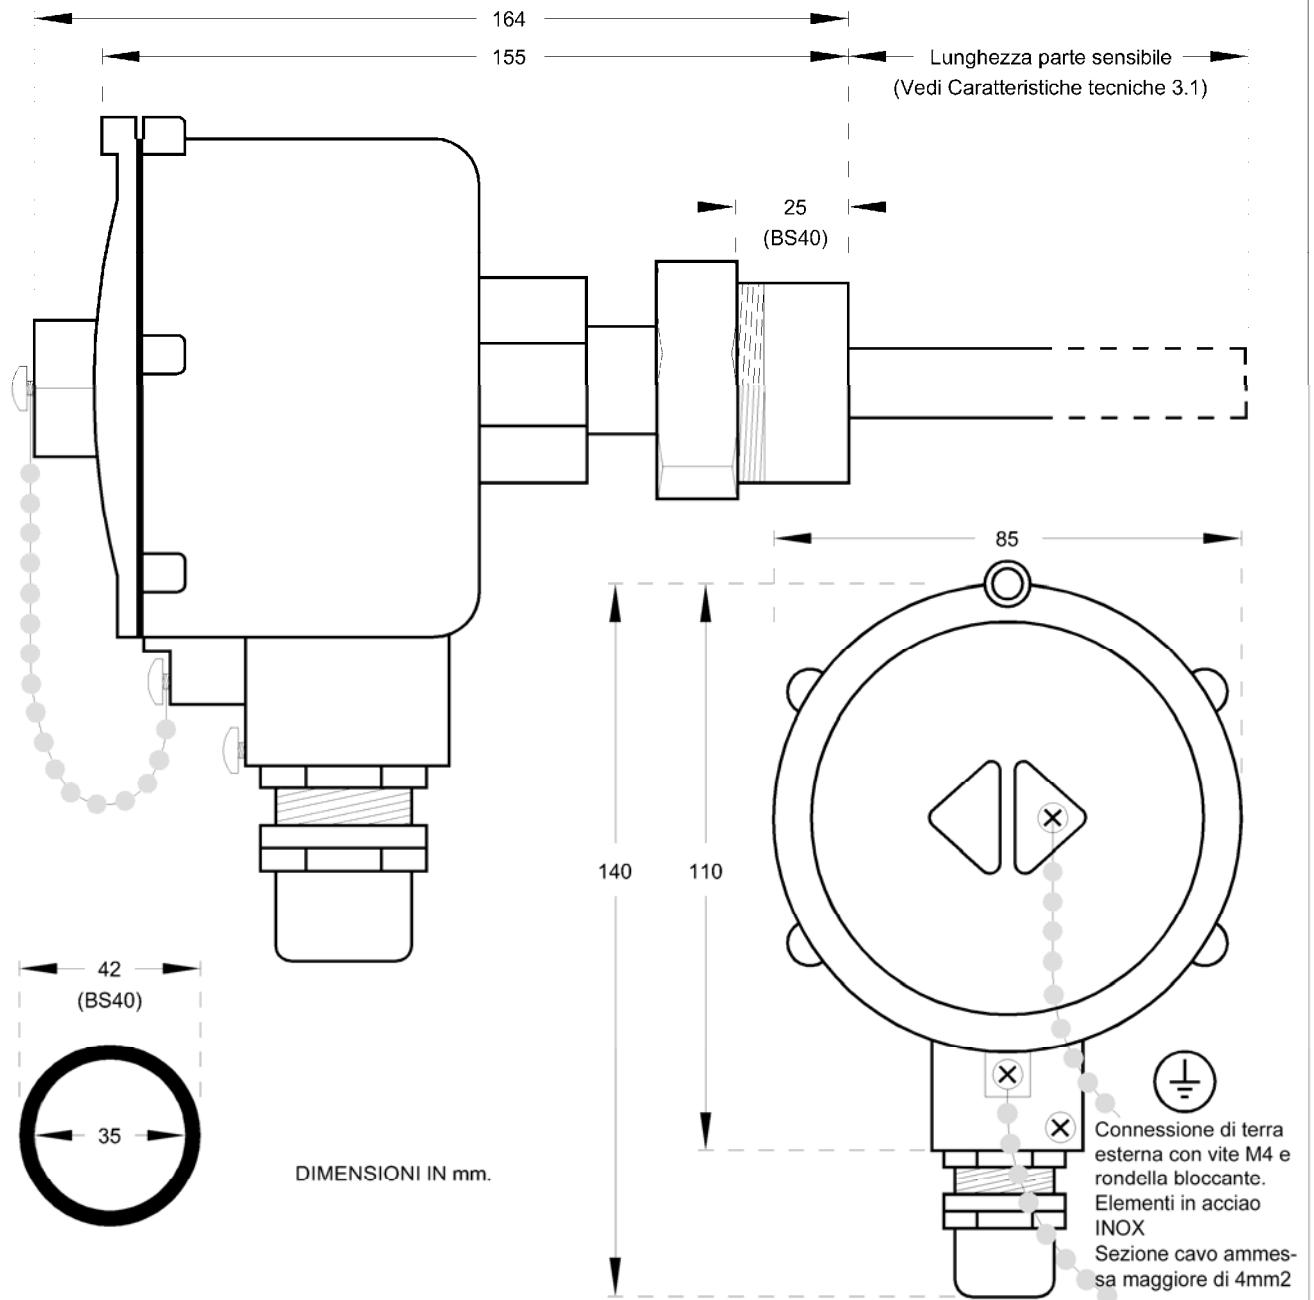 164
155
Lunghezza parte sensibile
(Vedi Caratteristiche tecniche 3.1)
25
(BS40)
85
140
110
42
(BS40)
35
DIMENSIONI IN mm.
Connessione di terra
esterna con vite M4 e
rondella bloccante.
Elementi in acciao
INOX
Sezione cavo ammes-
sa maggiore di 4mm2